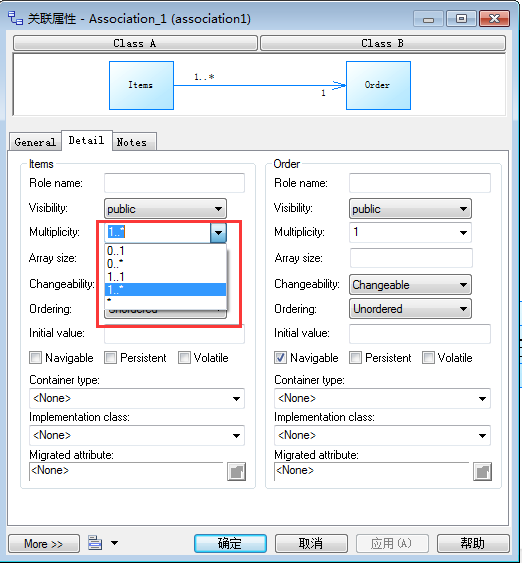 关联属性 - Association_1 (association1)
Class A
Class B
Items
1..*
1
Order
General
Detail
Notes
Items
Role name:
Visibility:
public
Multiplicity:
1..*
0..1
0..*
1..1
1..*
*
Array size:
Changeability:
Ordering:
Unordered
Initial value:
Navigable
Persistent
Volatile
Container type:
<None>
Implementation class:
<None>
Migrated attribute:
<None>
Order
Role name:
Visibility:
public
Multiplicity:
1
Array size:
Changeability:
Changeable
Ordering:
Unordered
Initial value:
Navigable
Persistent
Volatile
Container type:
<None>
Implementation class:
<None>
Migrated attribute:
<None>
More >>
确定
取消
应用(A)
帮助